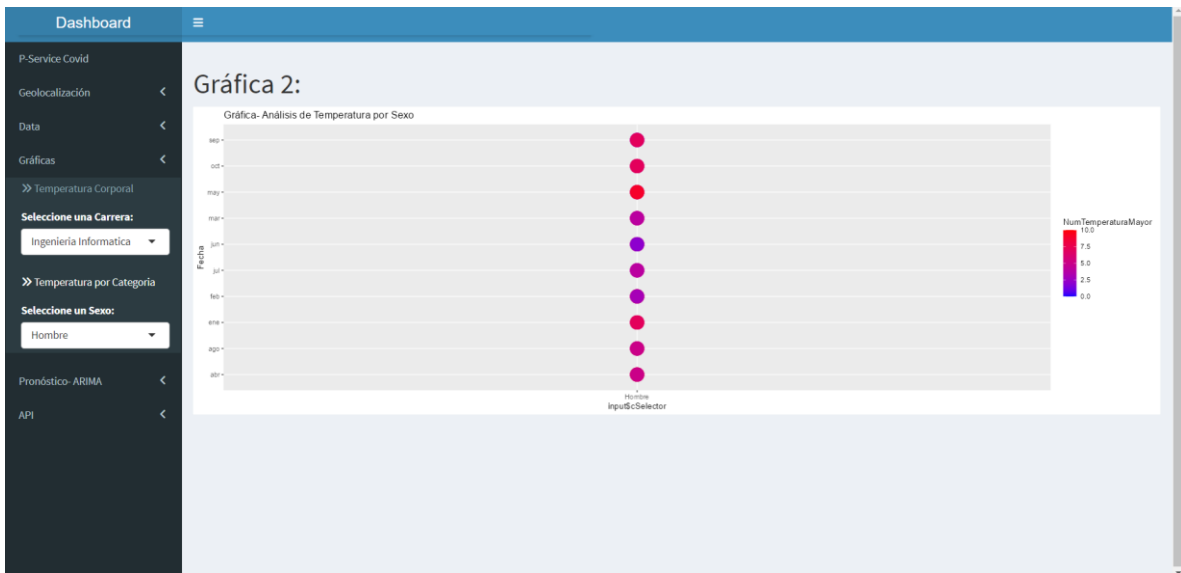 Dashboard
P-Service Covid
Geolocalización
Data
Gráficas
Temperatura Corporal
Seleccione una Carrera:
Ingenieria Informatica
Temperatura por Categoria
Seleccione un Sexo:
Hombre
Pronóstico- ARIMA
API
Gráfica 2:
Gráfica- Análisis de Temperatura por Sexo
Fecha
sep
oct
may
mar
jun
jul
feb
ene
ago
abr
Hombre
input$cSelector
NumTemperaturaMayor
10.0
7.5
5.0
2.5
0.0